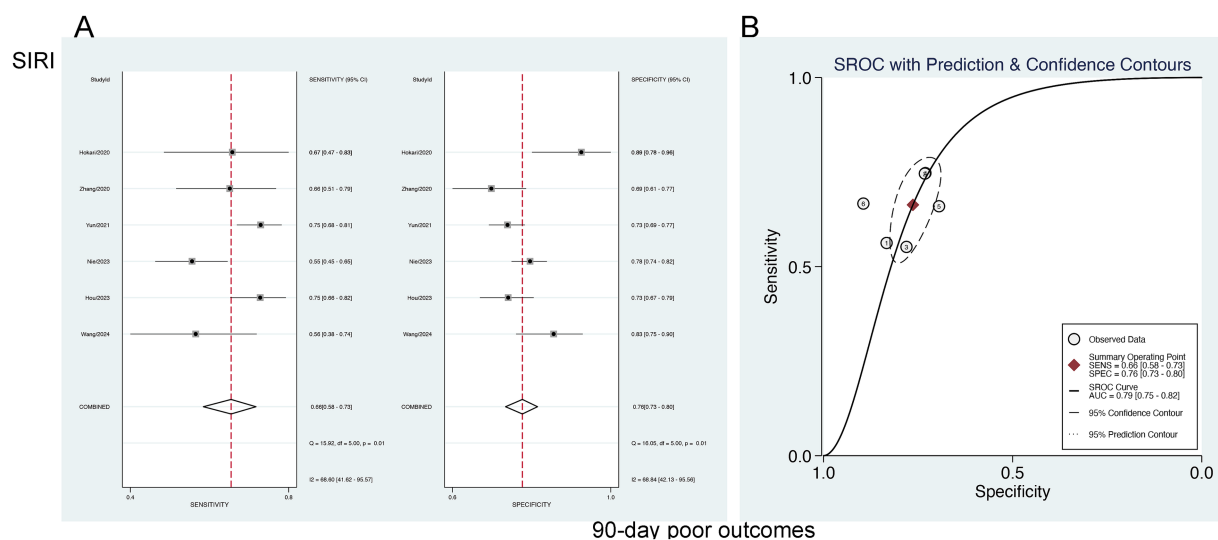 A
B
SIRI
StudyId
SENSITIVITY (95% CI)
Hokari/2020
0.67 [0.47 - 0.83]
Zhang/2020
0.66 [0.51 - 0.79]
Yun/2021
0.75 [0.68 - 0.81]
Nie/2023
0.55 [0.45 - 0.65]
Hou/2023
0.75 [0.66 - 0.82]
Wang/2024
0.56 [0.38 - 0.74]
COMBINED
0.66[0.58 - 0.73]
Q = 15.92, df = 5.00, p = 0.01
I2 = 68.60 [41.62 - 95.57]
0.4
0.8
SENSITIVITY
StudyId
SPECIFICITY (95% CI)
Hokari/2020
0.89 [0.78 - 0.96]
Zhang/2020
0.69 [0.61 - 0.77]
Yun/2021
0.73 [0.69 - 0.77]
Nie/2023
0.78 [0.74 - 0.82]
Hou/2023
0.73 [0.67 - 0.79]
Wang/2024
0.83 [0.75 - 0.90]
COMBINED
0.76[0.73 - 0.80]
Q = 16.05, df = 5.00, p = 0.01
I2 = 68.84 [42.13 - 95.56]
0.6
1.0
SPECIFICITY
SROC with Prediction & Confidence Contours
1.0
0.5
0.0
Sensitivity
6
5
1
3
Observed Data
Summary Operating Point
SENS = 0.66 [0.58 - 0.73]
SPEC = 0.76 [0.73 - 0.80]
SROC Curve
AUC = 0.79 [0.75 - 0.82]
95% Confidence Contour
95% Prediction Contour
1.0
0.5
0.0
Specificity
90-day poor outcomes